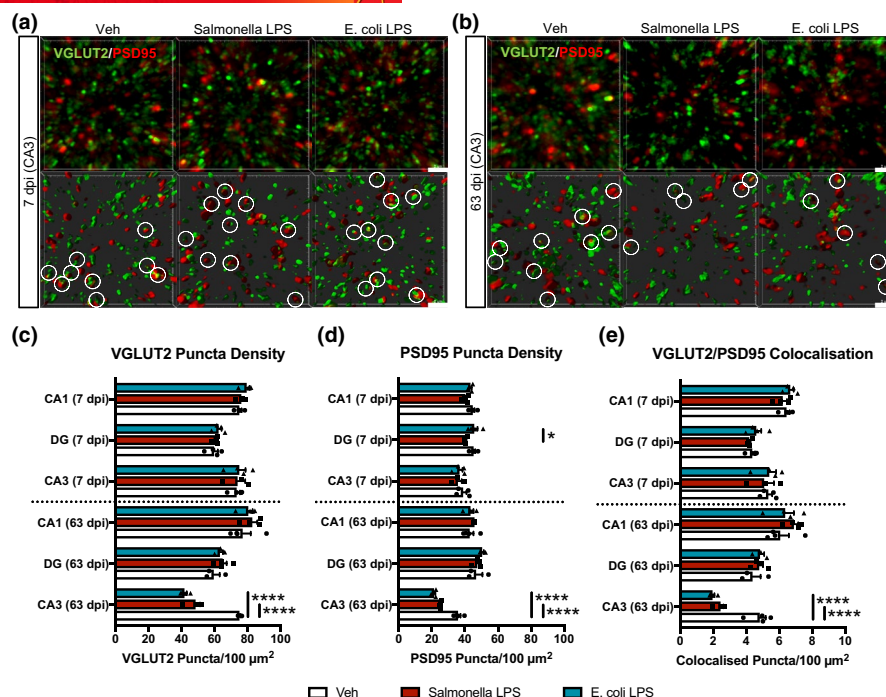 (a)
Veh
Salmonella LPS
E. coli LPS
VGLUT2/PSD95
7 dpi (CA3)
(b)
Veh
Salmonella LPS
E. coli LPS
VGLUT2/PSD95
63 dpi (CA3)
(c)
VGLUT2 Puncta Density
CA1 (7 dpi)
DG (7 dpi)
CA3 (7 dpi)
CA1 (63 dpi)
DG (63 dpi)
CA3 (63 dpi)
****
****
0 20 40 60 80 100
VGLUT2 Puncta/100 µm²
(d)
PSD95 Puncta Density
CA1 (7 dpi)
DG (7 dpi)
*
CA3 (7 dpi)
CA1 (63 dpi)
DG (63 dpi)
CA3 (63 dpi)
****
****
0 20 40 60 80 100
PSD95 Puncta/100 µm²
(e)
VGLUT2/PSD95 Colocalisation
CA1 (7 dpi)
DG (7 dpi)
CA3 (7 dpi)
CA1 (63 dpi)
DG (63 dpi)
CA3 (63 dpi)
****
****
0 2 4 6 8 10
Colocalised Puncta/100 µm²
Veh Salmonella LPS E. coli LPS